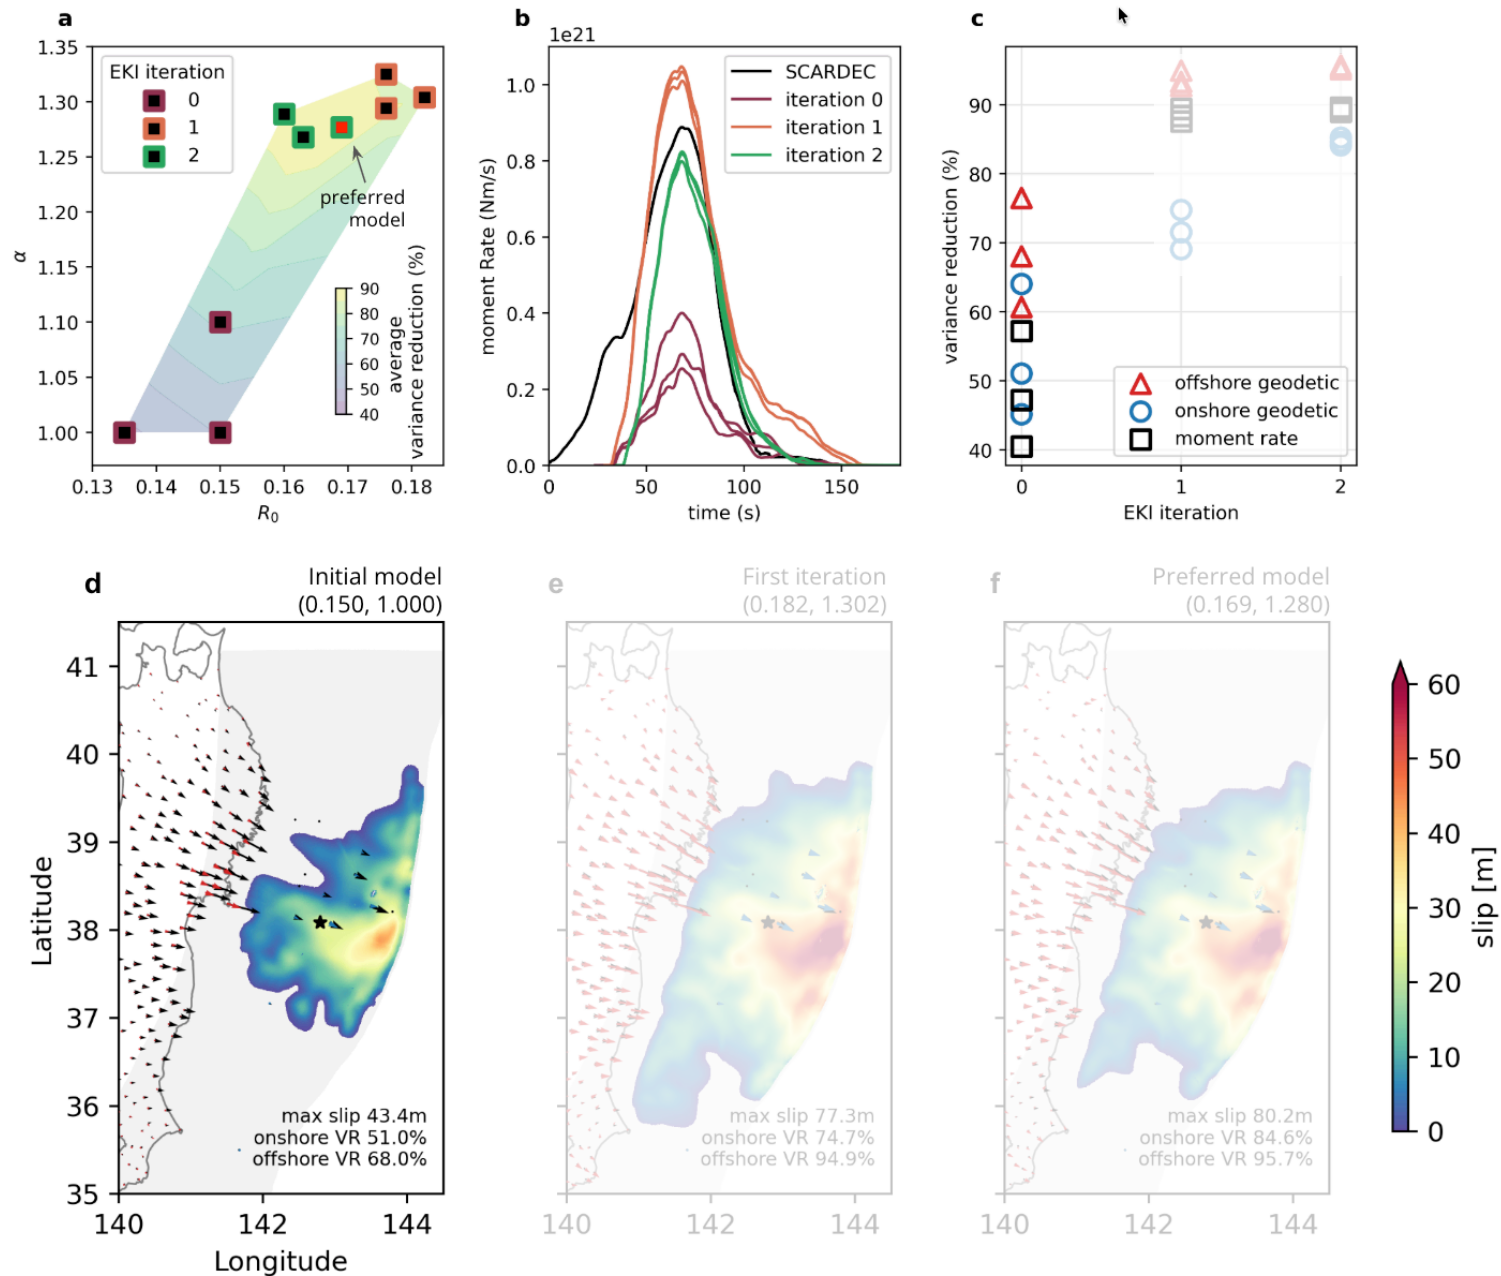 a
1.35
1.30
1.25
1.20
1.15
1.10
1.05
1.00
α
EKI iteration
0
1
2
preferred
model
90
80
70
60
50
40
average
variance reduction (%)
0.13 0.14 0.15 0.16 0.17 0.18
R0
b
1e21
1.0
0.8
0.6
0.4
0.2
0.0
moment Rate (Nm/s)
SCARDEC
iteration 0
iteration 1
iteration 2
0 50 100 150
time (s)
c
90
80
70
60
50
40
variance reduction (%)
offshore geodetic
onshore geodetic
moment rate
0 1 2
EKI iteration
d
Initial model
(0.150, 1.000)
41
40
39
38
37
36
35
Latitude
max slip 43.4m
onshore VR 51.0%
offshore VR 68.0%
140 142 144
Longitude
e
First iteration
(0.182, 1.302)
max slip 77.3m
onshore VR 74.7%
offshore VR 94.9%
140 142 144
f
Preferred model
(0.169, 1.280)
max slip 80.2m
onshore VR 84.6%
offshore VR 95.7%
140 142 144
60
50
40
30
20
10
0
slip [m]